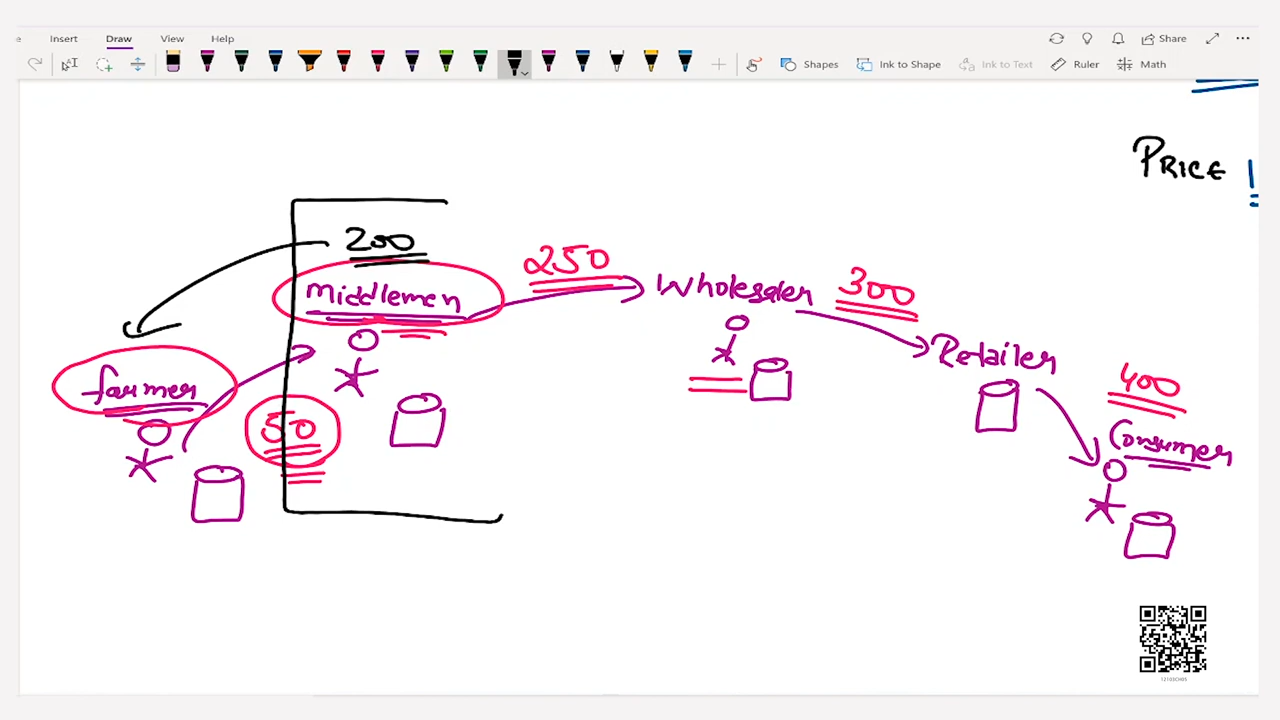 Insert Draw View Help
Share
Shapes Ink to Shape Ink to Text Ruler Math
PRICE !
200
250
Middlemen
Wholesaler
300
Retailer
farmer
400
50
Consumer
12103CH05